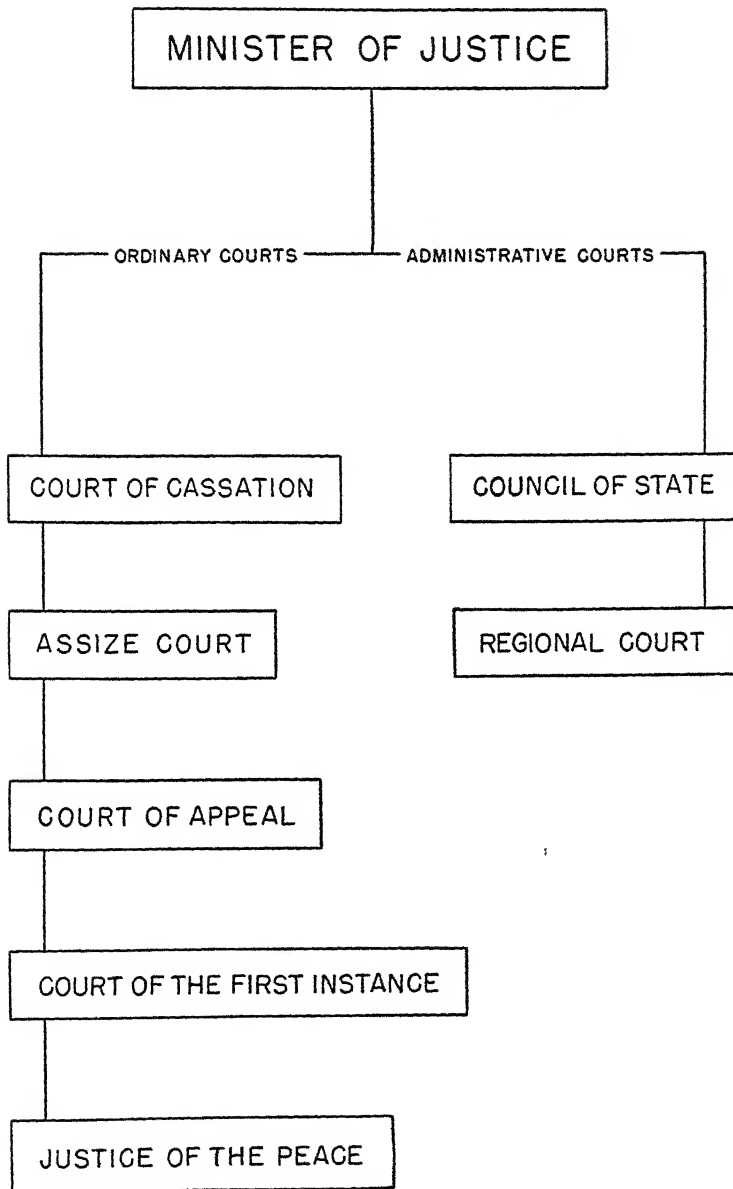 MINISTER OF JUSTICE
ORDINARY COURTS
ADMINISTRATIVE COURTS
COURT OF CASSATION
COUNCIL OF STATE
ASSIZE COURT
REGIONAL COURT
COURT OF APPEAL
COURT OF THE FIRST INSTANCE
JUSTICE OF THE PEACE